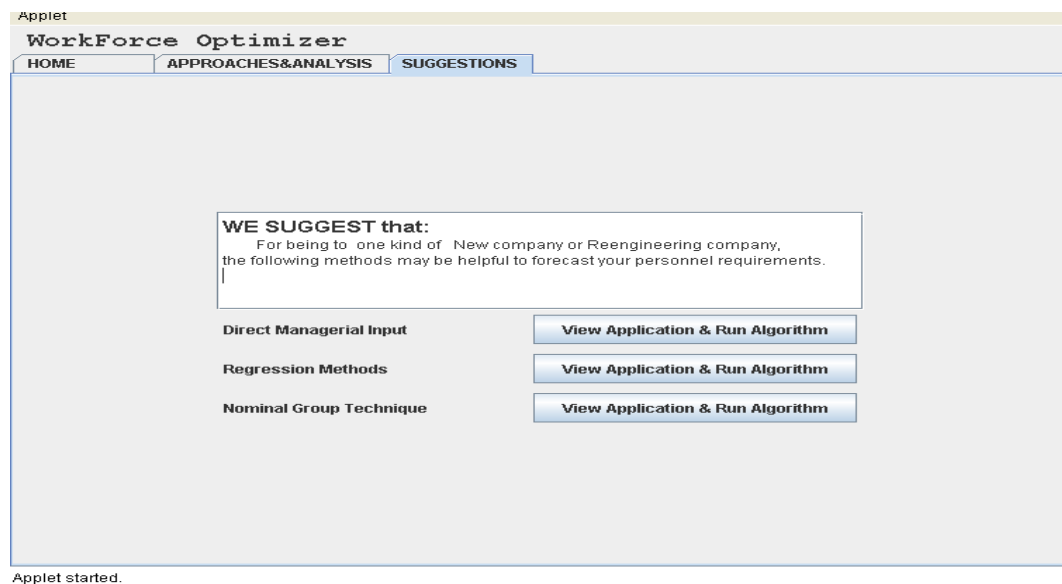 Applet
WorkForce Optimizer
HOME APPROACHES&ANALYSIS SUGGESTIONS
WE SUGGEST that:
For being to one kind of New company or Reengineering company,
the following methods may be helpful to forecast your personnel requirements.
Direct Managerial Input View Application & Run Algorithm
Regression Methods View Application & Run Algorithm
Nominal Group Technique View Application & Run Algorithm
Applet started.